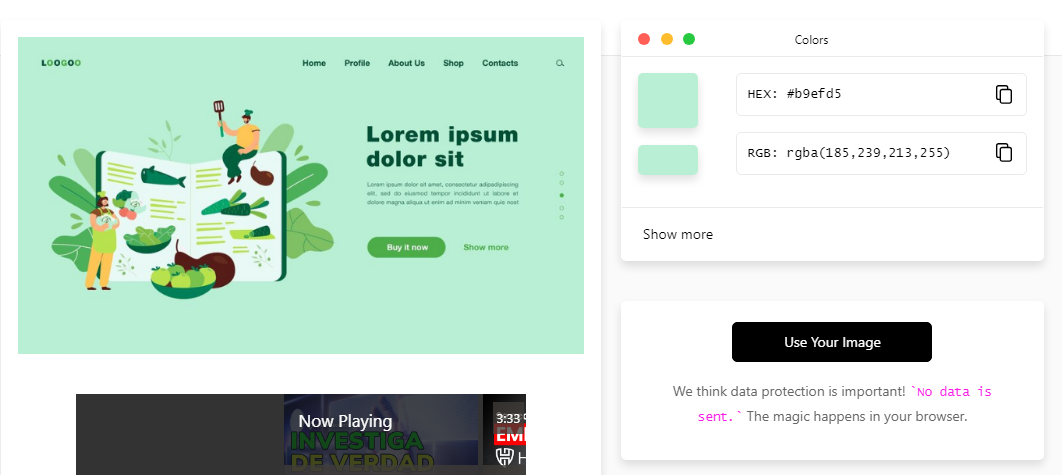 LOOGOO
Home Profile About Us Shop Contacts
Lorem ipsum
dolor sit
Lorem ipsum dolor sit amet, consectetur adipisicing
elit, sed do eiusmod tempor incididunt ut labore et
dolore magna aliqua ut enim ad minim veniam quis nost
Buy it now Show more
Now Playing
INVESTIGA
DE VERDAD
3:33
EMI
H
Colors
HEX: #b9efd5
RGB: rgba(185,239,213,255)
Show more
Use Your Image
We think data protection is important! `No data is
sent.` The magic happens in your browser.